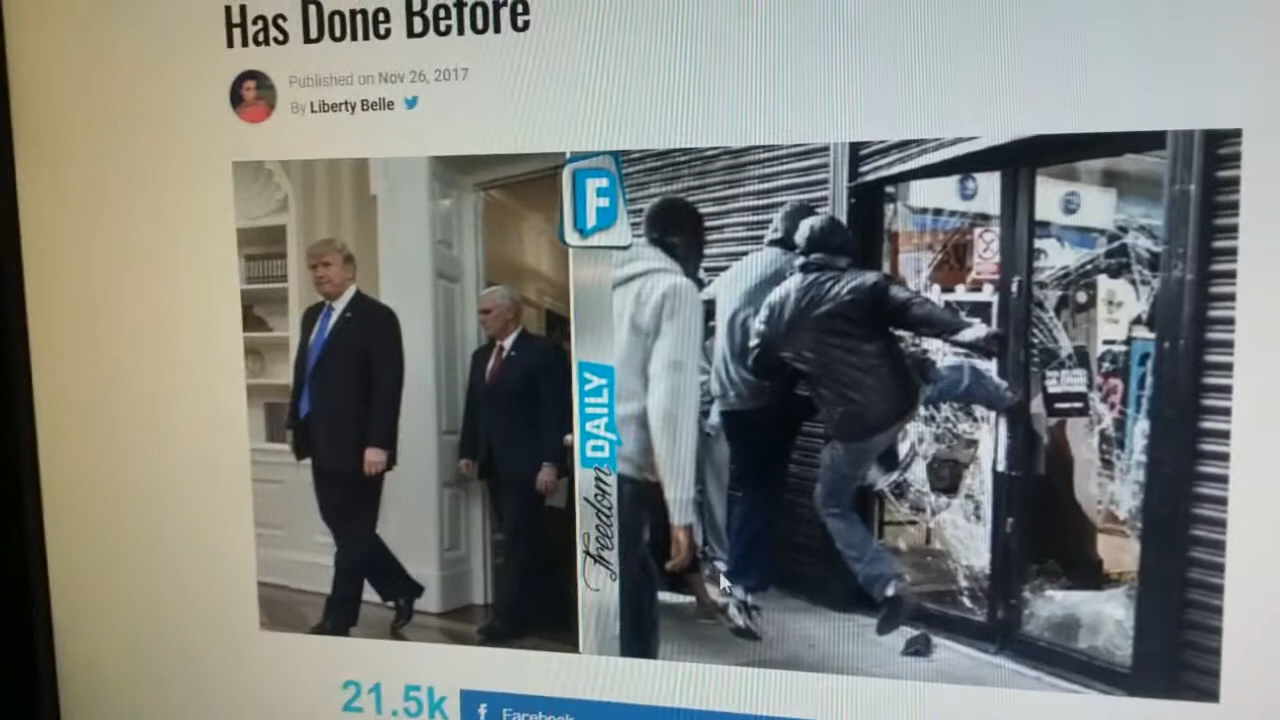 Has Done Before
Published on Nov 26, 2017
By Liberty Belle
F
freedom DAILY
21.5k
f Facebook